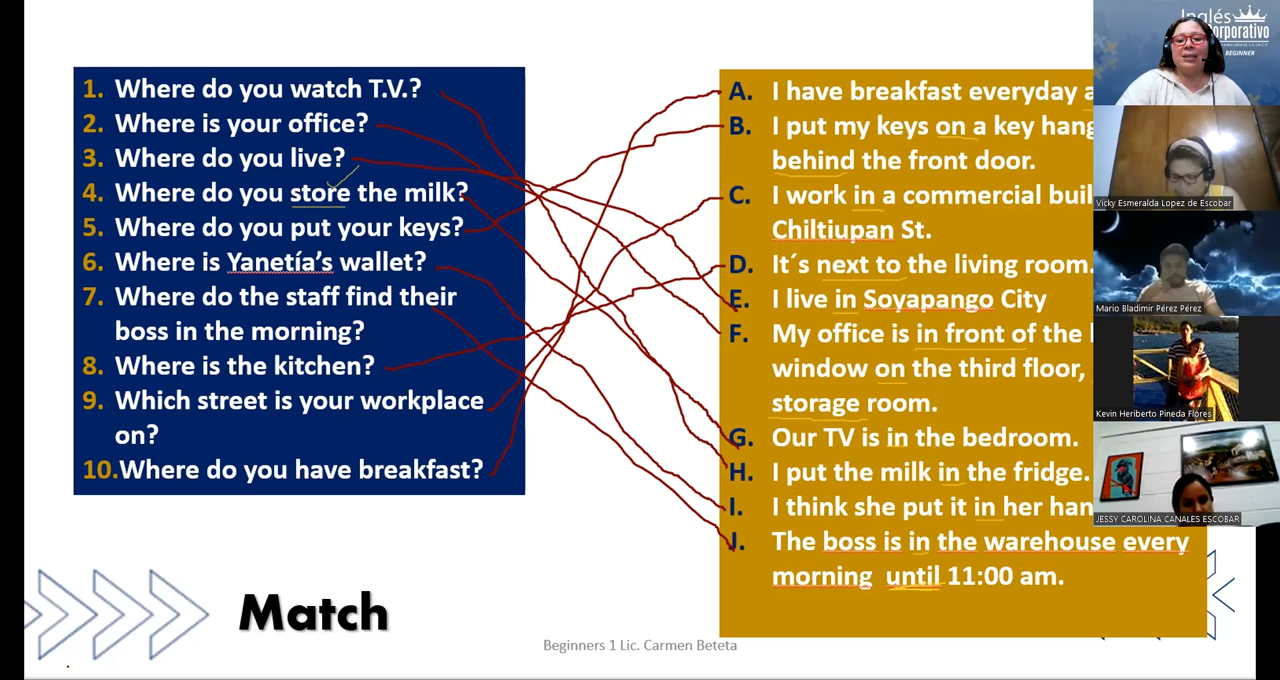 1. Where do you watch T.V.?
2. Where is your office?
3. Where do you live?
4. Where do you store the milk?
5. Where do you put your keys?
6. Where is Yanetía’s wallet?
7. Where do the staff find their
boss in the morning?
8. Where is the kitchen?
9. Which street is your workplace
on?
10.Where do you have breakfast?
A. I have breakfast everyday
B. I put my keys on a key
behind the front door.
C. I work in a commercial
Chiltiupan St.
D. It´s next to the living room.
E. I live in Soyapango City
F. My office is in front of the
window on the third floor,
storage room.
G. Our TV is in the bedroom.
H. I put the milk in the fridge.
I. I think she put it in her
J. The boss is in the warehouse every
morning until 11:00 am.
Match
Beginners 1 Lic. Carmen Beteta
Inglés
Corporativo
BEGINNER
Vicky Esmeralda Lopez de Escobar
Mario Bladimir Pérez Pérez
Kevin Heriberto Pineda Flores
JESSY CAROLINA CANALES ESCOBAR